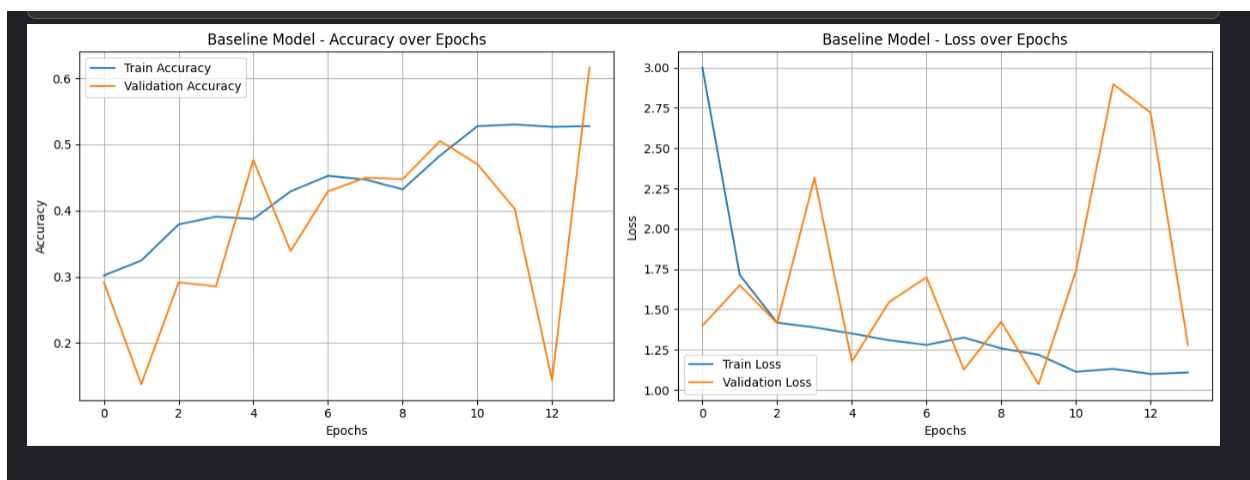 Baseline Model - Accuracy over Epochs
Train Accuracy
Validation Accuracy
0.6
0.5
0.4
0.3
0.2
Accuracy
0 2 4 6 8 10 12
Epochs
Baseline Model - Loss over Epochs
3.00
2.75
2.50
2.25
2.00
1.75
1.50
1.25
1.00
Loss
Train Loss
Validation Loss
0 2 4 6 8 10 12
Epochs